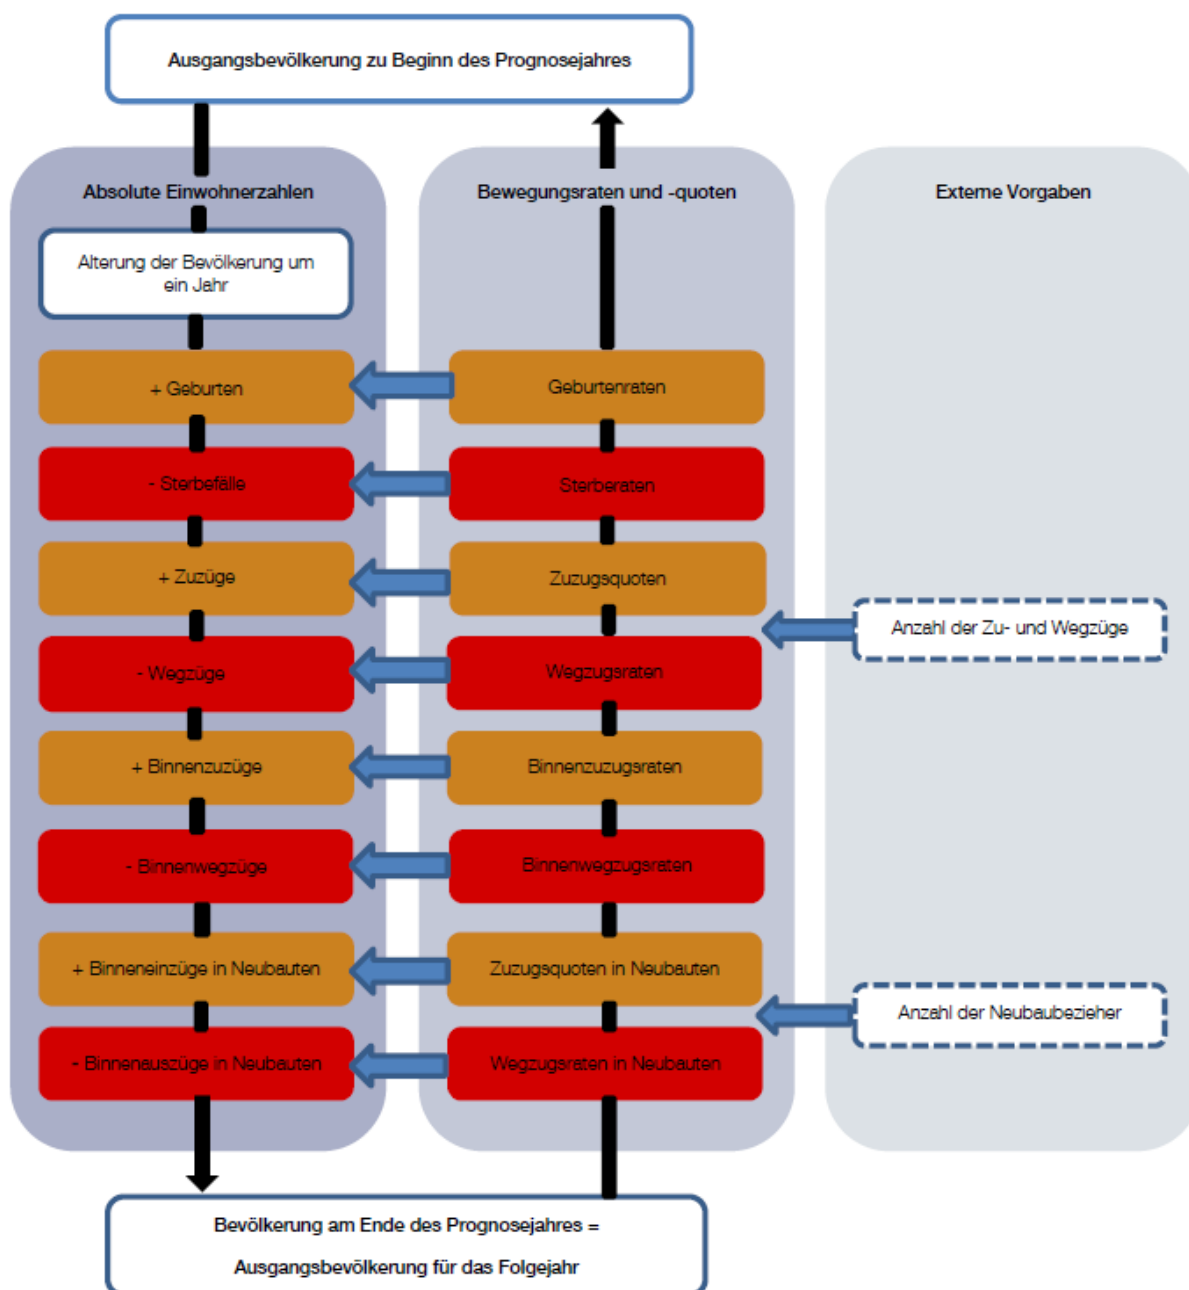 Ausgangsbevölkerung zu Beginn des Prognosejahres
Absolute Einwohnerzahlen
Bewegungsraten und -quoten
Externe Vorgaben
Alterung der Bevölkerung um
ein Jahr
+ Geburten
Geburtenraten
- Sterbefälle
Sterberaten
+ Zuzüge
Zuzugsquoten
Anzahl der Zu- und Wegzüge
- Wegzüge
Wegzugsraten
+ Binnenzuzüge
Binnenzuzugsraten
- Binnenwegzüge
Binnenwegzugsraten
+ Binneneinzüge in Neubauten
Zuzugsquoten in Neubauten
Anzahl der Neubaubezieher
- Binnenauszüge in Neubauten
Wegzugsraten in Neubauten
Bevölkerung am Ende des Prognosejahres =
Ausgangsbevölkerung für das Folgejahr